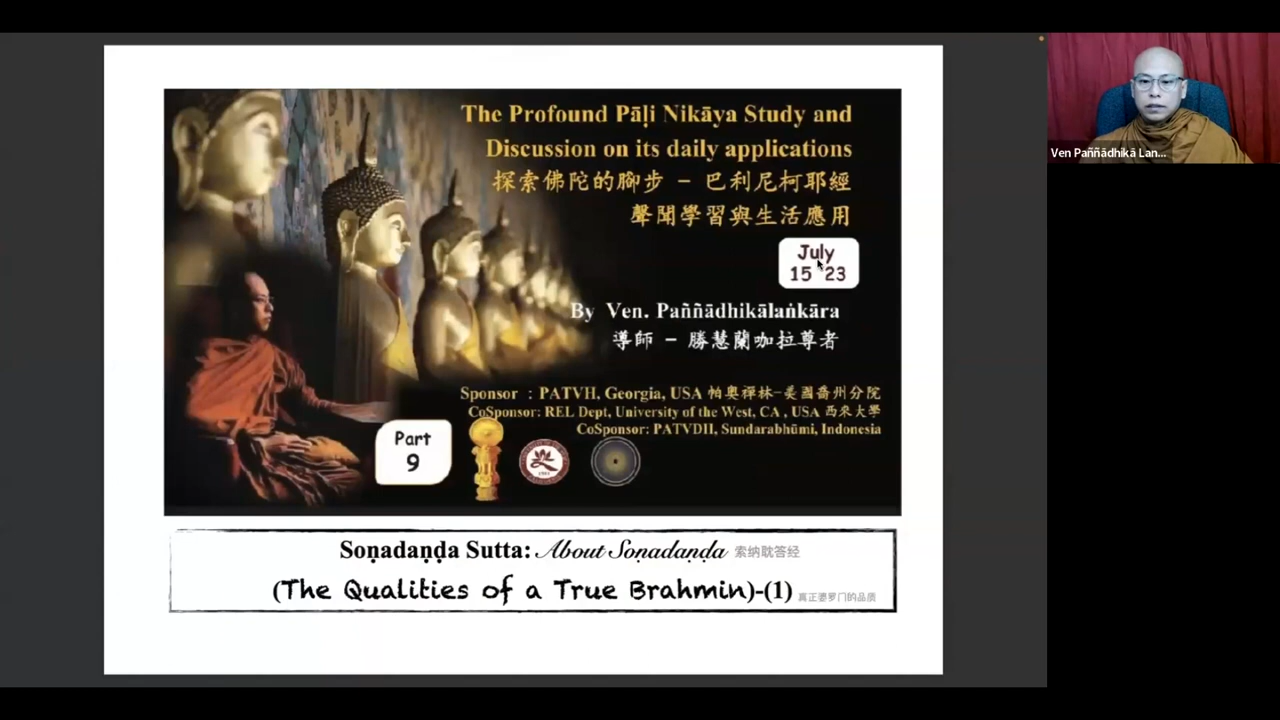 The Profound Pāḷi Nikāya Study and
Discussion on its daily applications
探索佛陀的腳步 – 巴利尼柯耶經
聲聞學習與生活應用
July
15 23
By Ven. Paññādhikālaṅkāra
導師 – 勝慧蘭咖拉尊者
Sponsor : PATVH, Georgia, USA 帕奧禪林-美國喬州分院
CoSponsor: REL Dept, University of the West, CA , USA 西來大學
CoSponsor: PATVDII, Sundarabhūmi, Indonesia
Part
9
Soṇadaṇḍa Sutta: About Soṇadaṇḍa 索纳耽答经
(The Qualities of a True Brahmin)-(1) 真正婆罗门的品质
Ven Paññādhikā Lan...